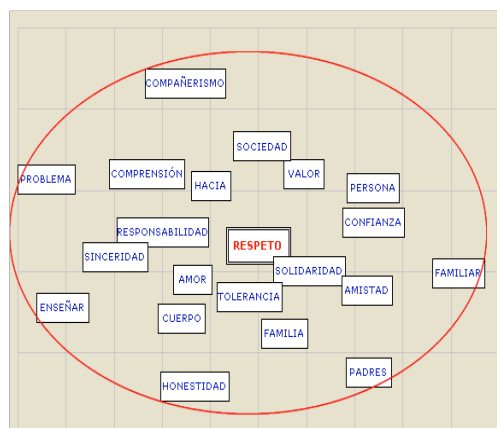 COMPAÑERISMO
SOCIEDAD
PROBLEMA
COMPRENSIÓN
VALOR
HACIA
PERSONA
CONFIANZA
RESPONSABILIDAD
RESPETO
SINCERIDAD
SOLIDARIDAD
FAMILIAR
AMOR
TOLERANCIA
AMISTAD
ENSEÑAR
CUERPO
FAMILIA
PADRES
HONESTIDAD